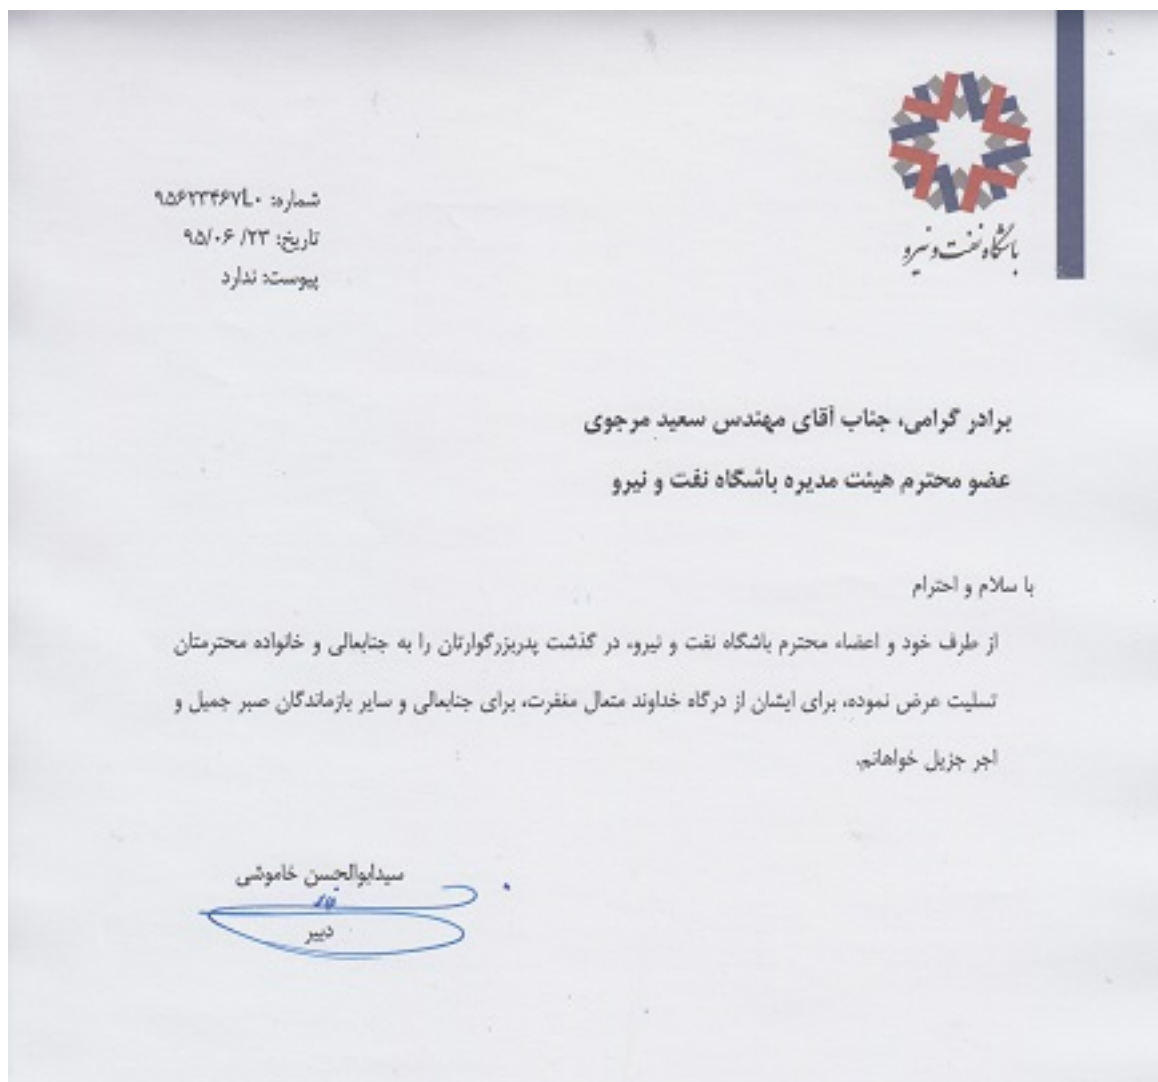 باشگاه نفت و نیرو
شماره: ۹۵۶۲۳۴۶۷L۰
تاریخ: ۲۳/ ۹۵/۰۶
پیوست: ندارد
برادر گرامی، جناب آقای مهندس سعید مرجوی
عضو محترم هیئت مدیره باشگاه نفت و نیرو
با سلام و احترام
از طرف خود و اعضاء محترم باشگاه نفت و نیرو، در گذشت پدربزرگوارتان را به جنابعالی و خانواده محترمتان
تسلیت عرض نموده، برای ایشان از درگاه خداوند متعال مغفرت، برای جنابعالی و سایر بازماندگان صبر جمیل و
اجر جزیل خواهانم.
سیدابوالحسن خاموشی
دبیر